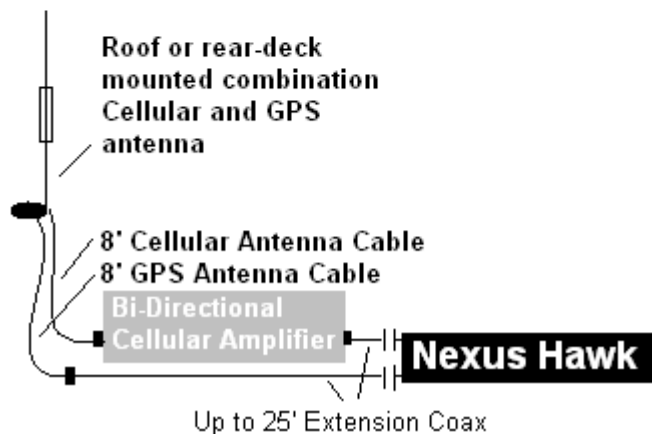 Roof or rear-deck
mounted combination
Cellular and GPS
antenna
8' Cellular Antenna Cable
8' GPS Antenna Cable
Bi-Directional
Cellular Amplifier
Nexus Hawk
Up to 25' Extension Coax